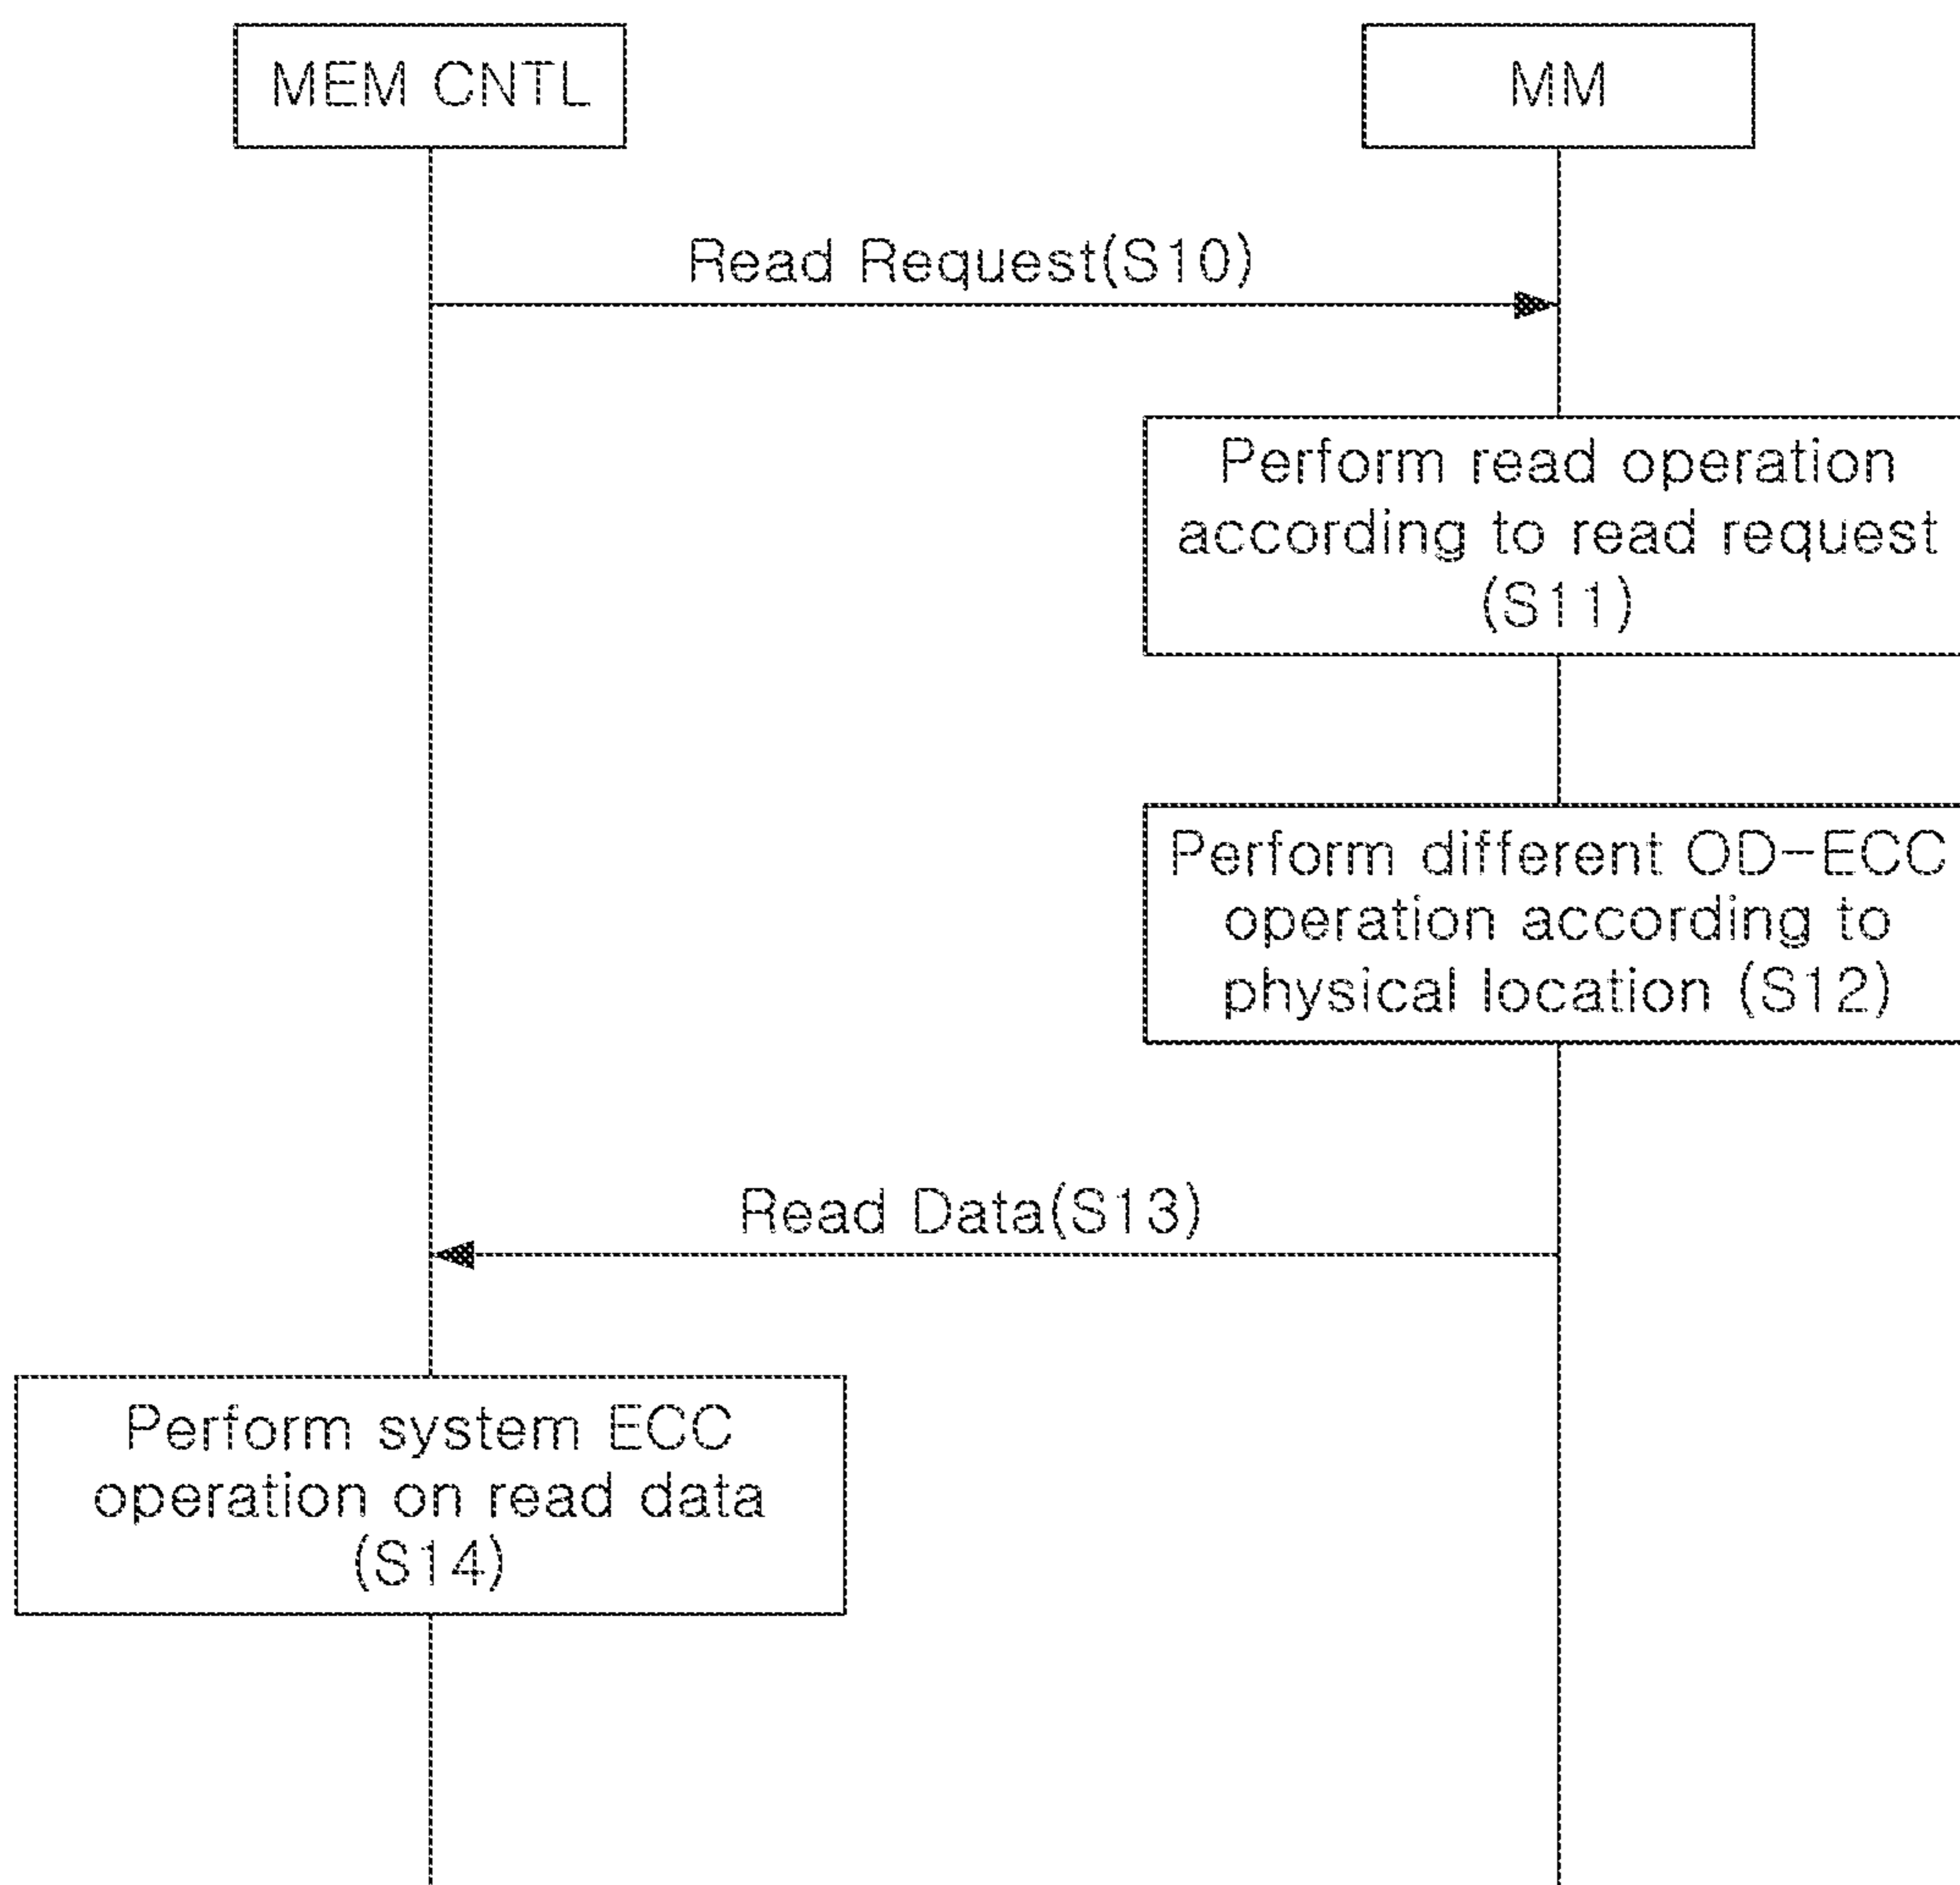 MEM CNTL
MM
Read Request(S10)
Perform read operation
according to read request
(S11)
Perform different OD-ECC
operation according to
physical location (S12)
Read Data(S13)
Perform system ECC
operation on read data
(S14)